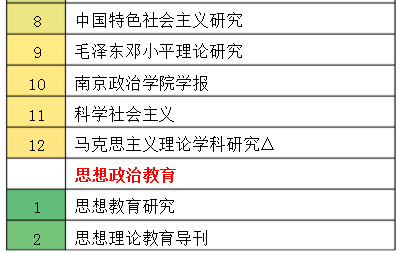 8 中国特色社会主义研究
9 毛泽东邓小平理论研究
10 南京政治学院学报
11 科学社会主义
12 马克思主义理论学科研究△
思想政治教育
1 思想教育研究
2 思想理论教育导刊